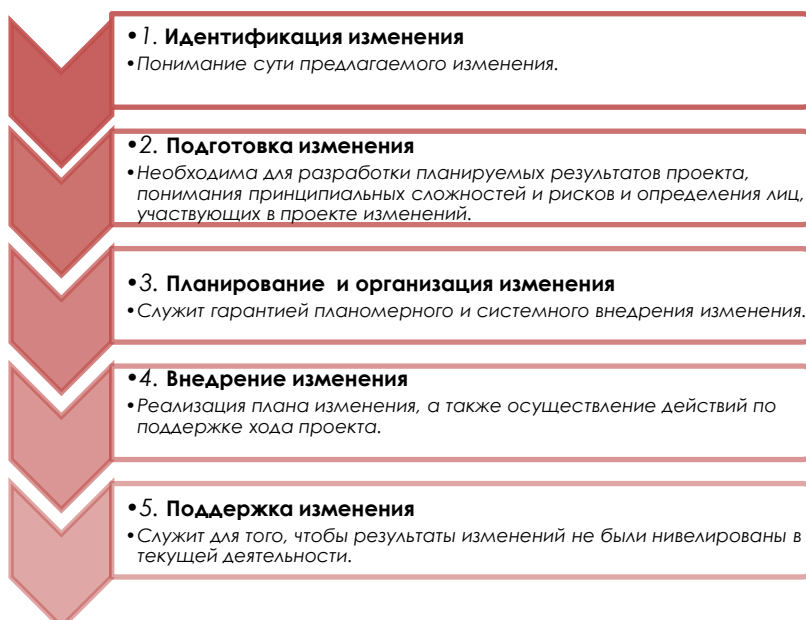 •1. Идентификация изменения
•Понимание сути предлагаемого изменения.
•2. Подготовка изменения
•Необходима для разработки планируемых результатов проекта,
понимания принципиальных сложностей и рисков и определения лиц,
участвующих в проекте изменений.
•3. Планирование и организация изменения
•Служит гарантией планомерного и системного внедрения изменения.
•4. Внедрение изменения
•Реализация плана изменения, а также осуществление действий по
поддержке хода проекта.
•5. Поддержка изменения
•Служит для того, чтобы результаты изменений не были нивелированы в
текущей деятельности.